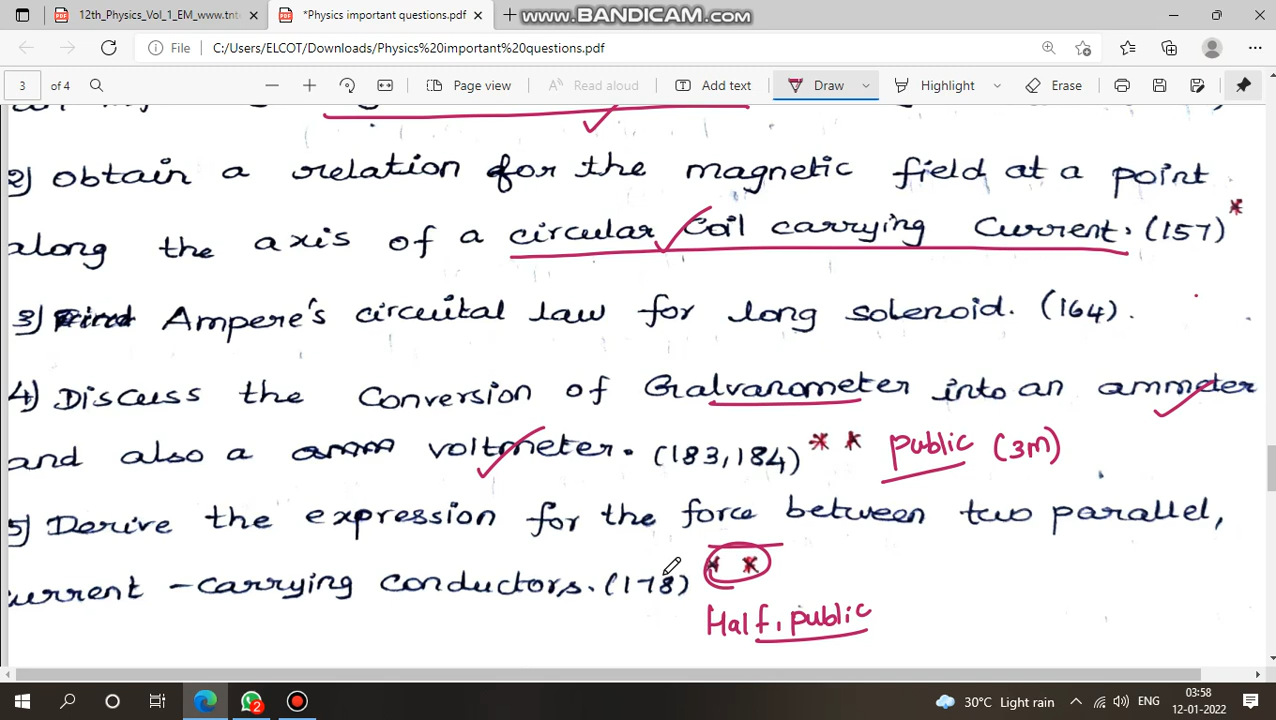 12th_Physics_Vol_1_EM_www.tnte
*Physics important questions.pdf
www.BANDICAM.com
File
C:/Users/ELCOT/Downloads/Physics%20important%20questions.pdf
3 of 4
Page view
Read aloud
Add text
Draw
Highlight
Erase
2) Obtain a relation for the magnetic field at a point
along the axis of a circular coil carrying current. (157) *
3) Ampere's circuital law for long solenoid. (164).
4) Discuss the Conversion of Galvanometer into an ammeter
and also a voltmeter. (183, 184) * * public (3M)
5) Derive the expression for the force between two parallel,
current - carrying conductors. (178) * *
Half, public
30°C Light rain
ENG
03:58
12-01-2022
2